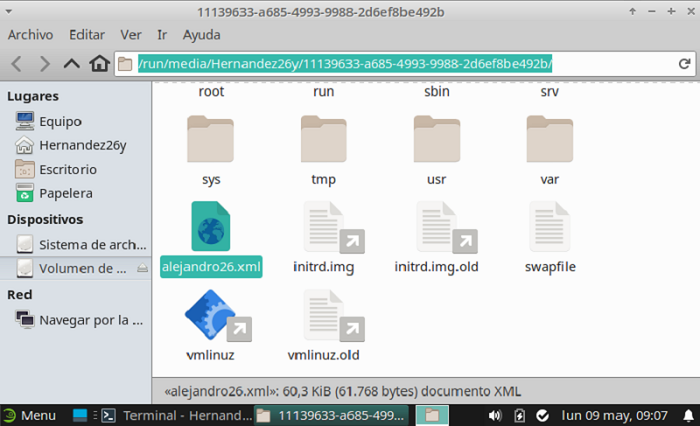 11139633-a685-4993-9988-2d6ef8be492b
Archivo Editar Ver Ir Ayuda
/run/media/Hernandez26y/11139633-a685-4993-9988-2d6ef8be492b/
Lugares
Equipo
Hernandez26y
Escritorio
Papelera
Dispositivos
Sistema de arch...
Volumen de ...
Red
Navegar por la ...
root run sbin srv
sys tmp usr var
alejandro26.xml initrd.img initrd.img.old swapfile
vmlinuz vmlinuz.old
«alejandro26.xml»: 60,3 KiB (61.768 bytes) documento XML
Menu Terminal - Hernand... 11139633-a685-499... lun 09 may, 09:07